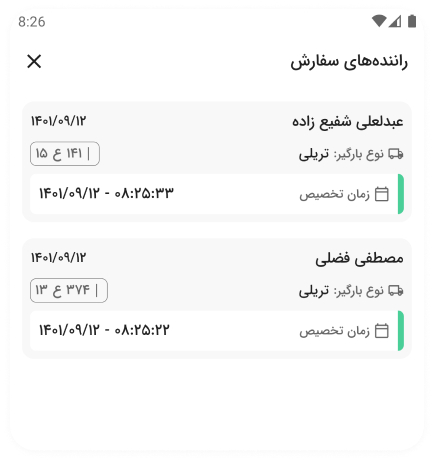 8:26
راننده‌های سفارش
عبدلعلی شفیع زاده ۱۴۰۱/۰۹/۱۲
نوع بارگیر: تریلی ۱۵ ع ۱۴۱ |
زمان تخصیص ۱۴۰۱/۰۹/۱۲ - ۰۸:۲۵:۳۳
مصطفی فضلی ۱۴۰۱/۰۹/۱۲
نوع بارگیر: تریلی ۱۳ ع ۳۷۴ |
زمان تخصیص ۱۴۰۱/۰۹/۱۲ - ۰۸:۲۵:۲۲